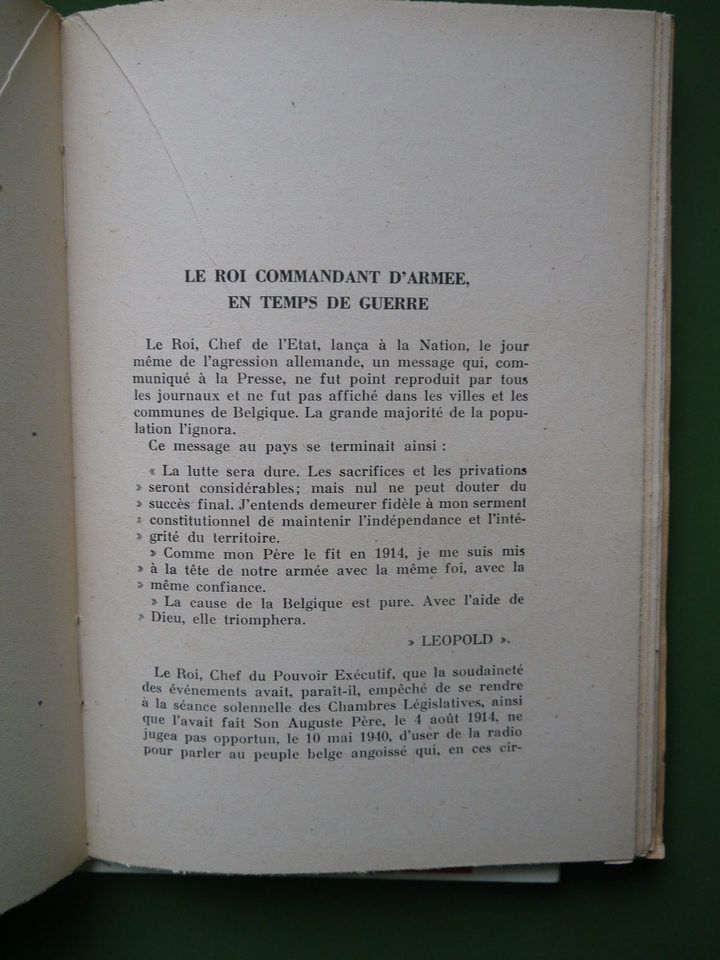 LE ROI COMMANDANT D'ARMEE,
EN TEMPS DE GUERRE
Le Roi, Chef de l'Etat, lança à la Nation, le jour
même de l'agression allemande, un message qui, com-
muniqué à la Presse, ne fut point reproduit par tous
les journaux et ne fut pas affiché dans les villes et les
communes de Belgique. La grande majorité de la popu-
lation l'ignora.
Ce message au pays se terminait ainsi :
« La lutte sera dure. Les sacrifices et les privations
» seront considérables; mais nul ne peut douter du
» succès final. J'entends demeurer fidèle à mon serment
» constitutionnel de maintenir l'indépendance et l'inté-
» grité du territoire.
» Comme mon Père le fit en 1914, je me suis mis
» à la tête de notre armée avec la même foi, avec la
» même confiance.
» La cause de la Belgique est pure. Avec l'aide de
» Dieu, elle triomphera.
» LEOPOLD ».
Le Roi, Chef du Pouvoir Exécutif, que la soudaineté
des événements avait, paraît-il, empêché de se rendre
à la séance solennelle des Chambres Législatives, ainsi
que l'avait fait Son Auguste Père, le 4 août 1914, ne
jugea pas opportun, le 10 mai 1940, d'user de la radio
pour parler au peuple belge angoissé qui, en ces cir-